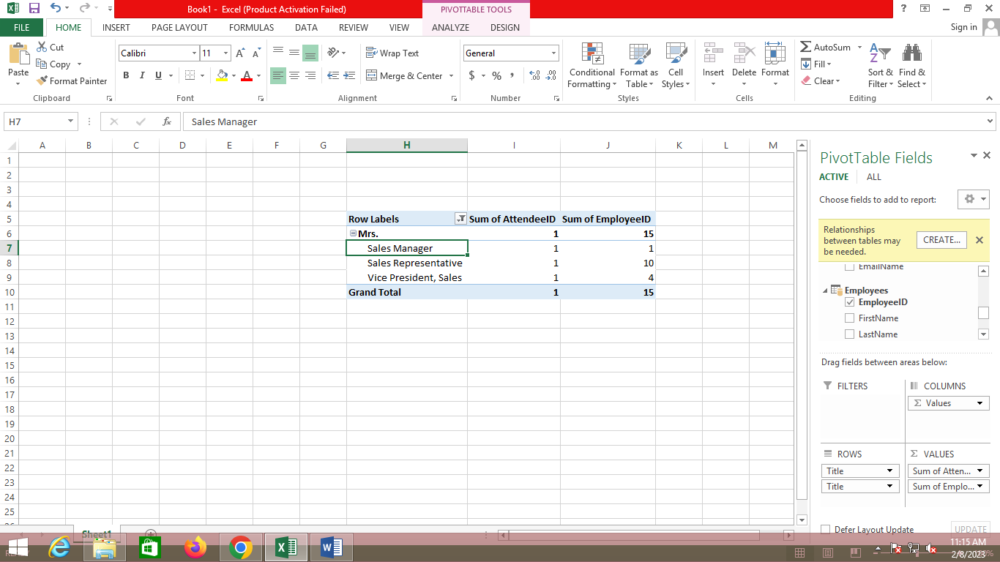 Book1 - Excel (Product Activation Failed)
PIVOTTABLE TOOLS
?
FILE HOME INSERT PAGE LAYOUT FORMULAS DATA REVIEW VIEW ANALYZE DESIGN Sign in
Paste
Cut
Copy
Format Painter
Clipboard
Calibri 11
B I U
Font
Wrap Text
Merge & Center
Alignment
General
$ % ,
Number
Conditional Formatting
Format as Table
Cell Styles
Styles
Insert Delete Format
Cells
AutoSum
Fill
Clear
Sort & Filter
Find & Select
Editing
H7 fx Sales Manager
A B C D E F G H I J K L M
1
2
3
4
5 Row Labels Sum of AttendeeID Sum of EmployeeID
6 Mrs. 1 15
7 Sales Manager 1 1
8 Sales Representative 1 10
9 Vice President, Sales 1 4
10 Grand Total 1 15
11
12
13
14
15
16
17
18
19
20
21
22
23
24
25
PivotTable Fields
ACTIVE ALL
Choose fields to add to report:
Relationships between tables may be needed.
CREATE...
EmailName
Employees
EmployeeID
FirstName
LastName
Drag fields between areas below:
FILTERS
COLUMNS
Σ Values
ROWS
Title
Title
Σ VALUES
Sum of Atten...
Sum of Emplo...
Defer Layout Update
UPDATE
Sheet1
11:15 AM
2/8/2023